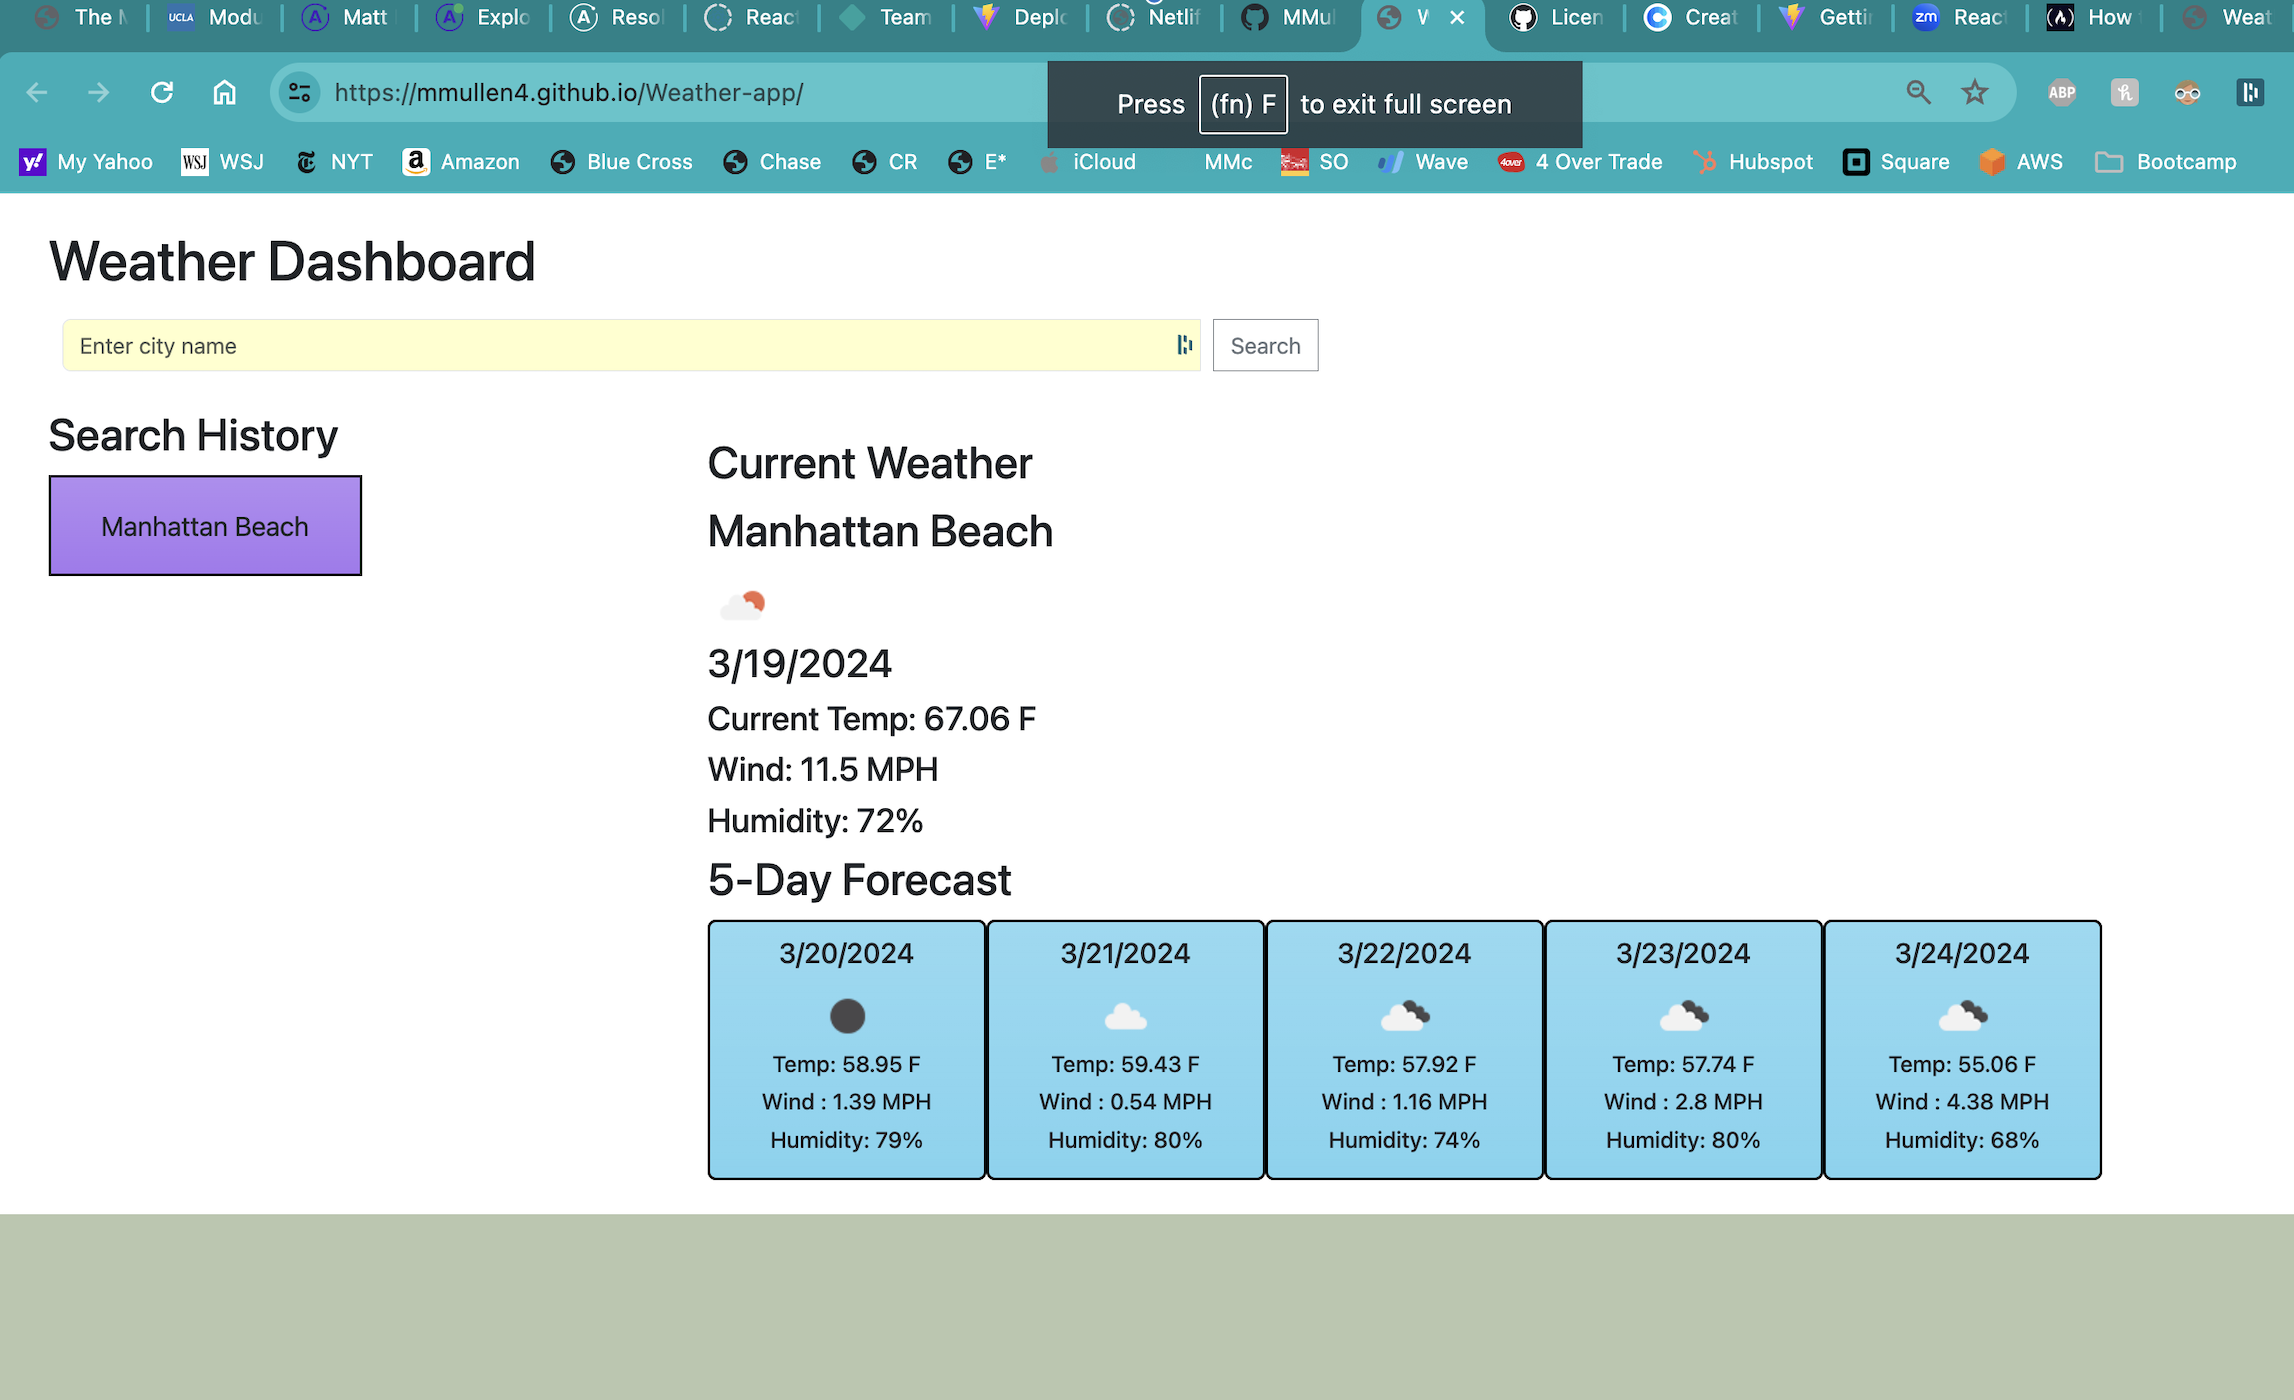 The
UCLA Modu
Matt
Explo
Resol
React
Team
Deplo
Netlif
MMul
Licen
Creat
Gettin
zm React
How
Weat
https://mmullen4.github.io/Weather-app/
Press (fn) F to exit full screen
ABP
My Yahoo
WSJ WSJ
NYT
Amazon
Blue Cross
Chase
CR
E*
iCloud
MMc
SO
Wave
4over 4 Over Trade
Hubspot
Square
AWS
Bootcamp
Weather Dashboard
Enter city name
Search
Search History
Manhattan Beach
Current Weather
Manhattan Beach
3/19/2024
Current Temp: 67.06 F
Wind: 11.5 MPH
Humidity: 72%
5-Day Forecast
3/20/2024
Temp: 58.95 F
Wind : 1.39 MPH
Humidity: 79%
3/21/2024
Temp: 59.43 F
Wind : 0.54 MPH
Humidity: 80%
3/22/2024
Temp: 57.92 F
Wind : 1.16 MPH
Humidity: 74%
3/23/2024
Temp: 57.74 F
Wind : 2.8 MPH
Humidity: 80%
3/24/2024
Temp: 55.06 F
Wind : 4.38 MPH
Humidity: 68%